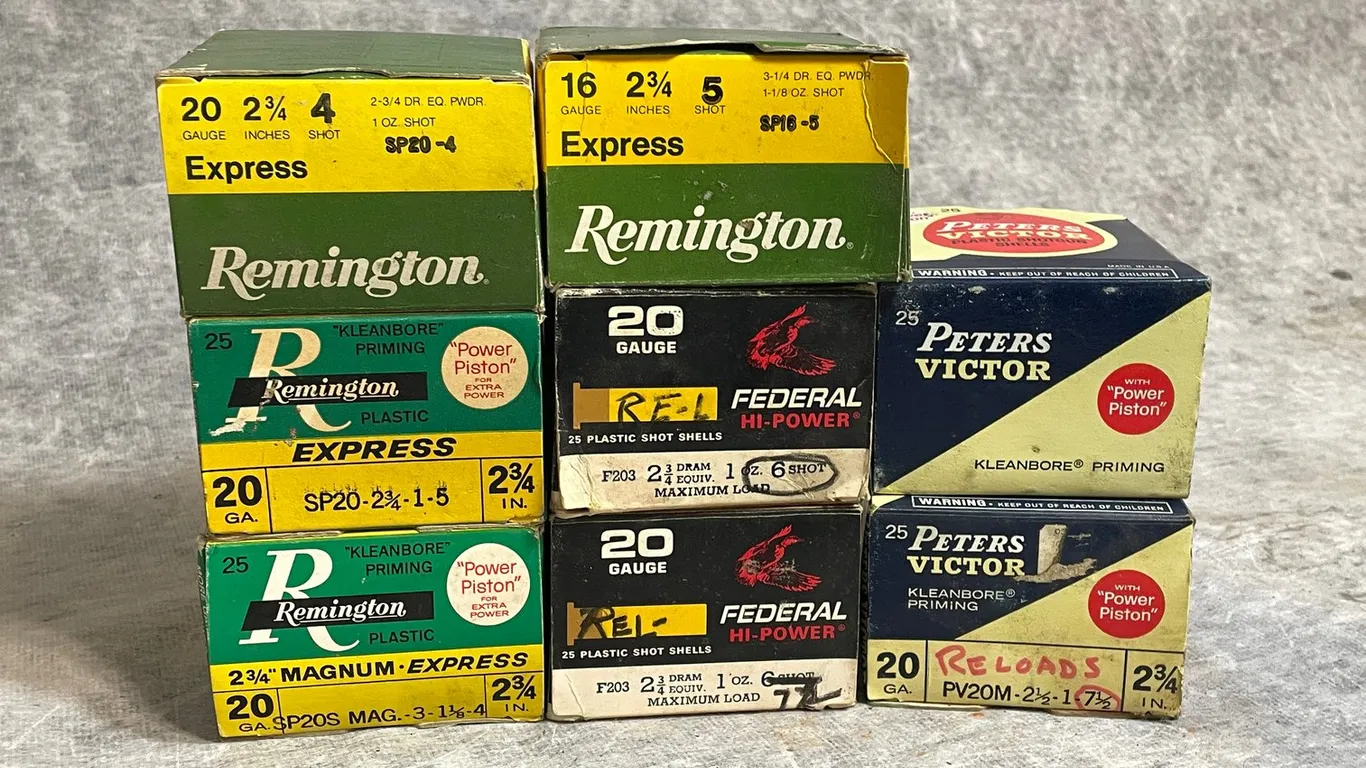 20 2¾ 4
GAUGE INCHES SHOT
2-3/4 DR. EQ. PWDR.
1 OZ. SHOT
SP20-4
Express
Remington
16 2¾ 5
GAUGE INCHES SHOT
3-1/4 DR. EQ. PWDR.
1-1/8 OZ. SHOT
SP16-5
Express
Remington
25
PETERS
VICTOR
PLASTIC SHOTGUN
SHELLS
MADE IN U.S.A.
WARNING • KEEP OUT OF REACH OF CHILDREN
25
PETERS
VICTOR
WITH
"Power
Piston"
KLEANBORE® PRIMING
25
R
"KLEANBORE"
PRIMING
Remington
PLASTIC
"Power
Piston"
FOR
EXTRA
POWER
EXPRESS
20
GA.
SP20-2¾-1-5
2¾
IN.
20
GAUGE
RE-L
FEDERAL
HI-POWER®
25 PLASTIC SHOT SHELLS
F203 2¾ DRAM EQUIV. 1 OZ. 6 SHOT
MAXIMUM LOAD
25
R
"KLEANBORE"
PRIMING
Remington
PLASTIC
"Power
Piston"
FOR
EXTRA
POWER
2¾" MAGNUM • EXPRESS
20
GA.
SP20S MAG.-3-1⅛-4
2¾
IN.
20
GAUGE
REL-
FEDERAL
HI-POWER®
25 PLASTIC SHOT SHELLS
F203 2¾ DRAM EQUIV. 1 OZ. 6 SHOT
MAXIMUM LOAD
7½
WARNING • KEEP OUT OF REACH OF CHILDREN
25
PETERS
VICTOR
KLEANBORE®
PRIMING
WITH
"Power
Piston"
RELOADS
20
GA.
PV20M-2½-1-7½
2¾
IN.